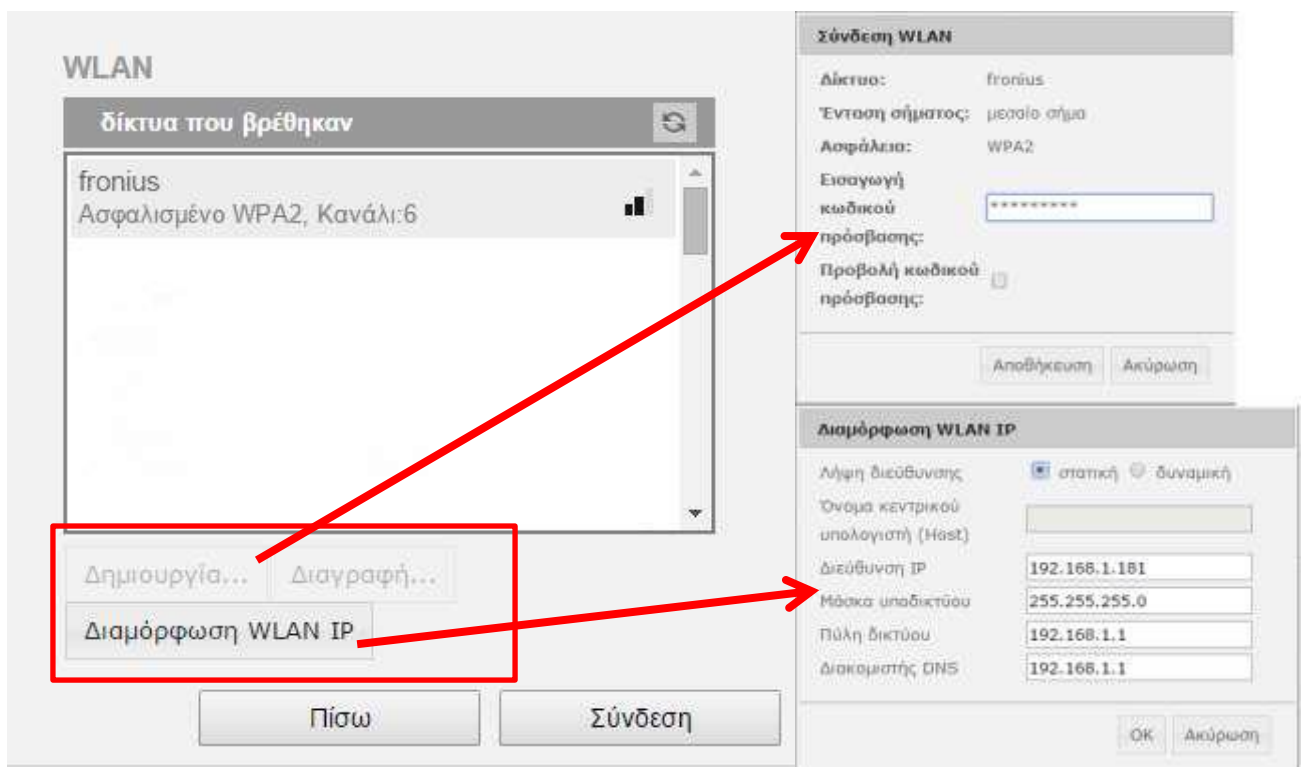 WLAN
δίκτυα που βρέθηκαν
fronius
Ασφαλισμένο WPA2, Κανάλι:6
Δημιουργία... Διαγραφή...
Διαμόρφωση WLAN IP
Πίσω Σύνδεση
Σύνδεση WLAN
Δίκτυο: fronius
Ένταση σήματος: μεσαίο σήμα
Ασφάλεια: WPA2
Εισαγωγή
κωδικού *********
πρόσβασης:
Προβολή κωδικού
πρόσβασης:
Αποθήκευση Ακύρωση
Διαμόρφωση WLAN IP
Λήψη διεύθυνσης στατική δυναμική
Όνομα κεντρικού
υπολογιστή (Host)
Διεύθυνση IP 192.168.1.181
Μάσκα υποδικτύου 255.255.255.0
Πύλη δικτύου 192.168.1.1
Διακομιστής DNS 192.168.1.1
OK Ακύρωση